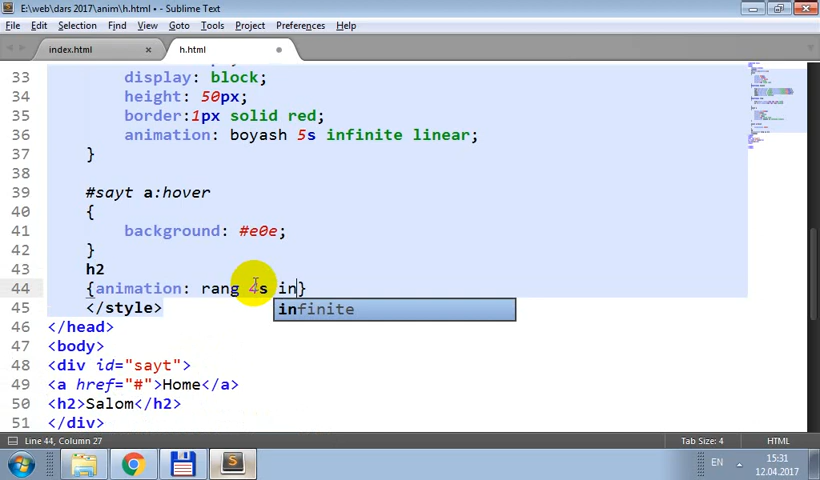 E:\web\dars 2017\anim\h.html • - Sublime Text
File Edit Selection Find View Goto Tools Project Preferences Help
index.html h.html
33 display: block;
34 height: 50px;
35 border:1px solid red;
36 animation: boyash 5s infinite linear;
37 }
38
39 #sayt a:hover
40 {
41 background: #e0e;
42 }
43 h2
44 {animation: rang 4s in}
infinite
45 </style>
46 </head>
47 <body>
48 <div id="sayt">
49 <a href="#">Home</a>
50 <h2>Salom</h2>
51 </div>
Line 44, Column 27 Tab Size: 4 HTML
EN 15:31
12.04.2017